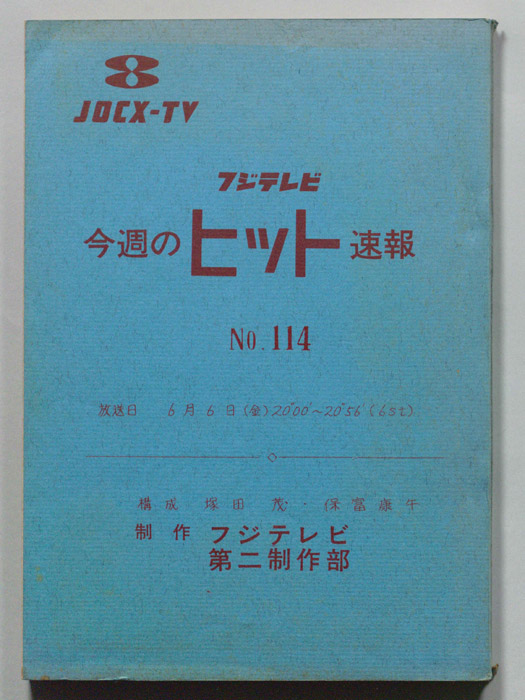 8
JOCX-TV
フジテレビ
今週のヒット速報
No. 114
放送日 6月6日(金)20°00～20°56(6St)
構成 塚田茂・保富康午
制作 フジテレビ
第二制作部